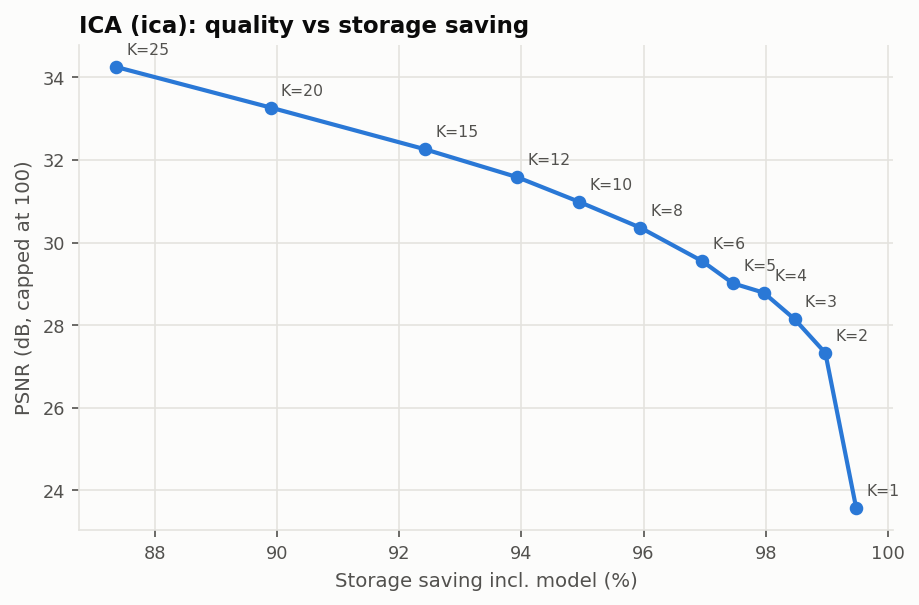 ICA (ica): quality vs storage saving
K=25
K=20
K=15
K=12
K=10
K=8
K=6
K=5
K=4
K=3
K=2
K=1
34
32
30
28
26
24
PSNR (dB, capped at 100)
88 90 92 94 96 98 100
Storage saving incl. model (%)